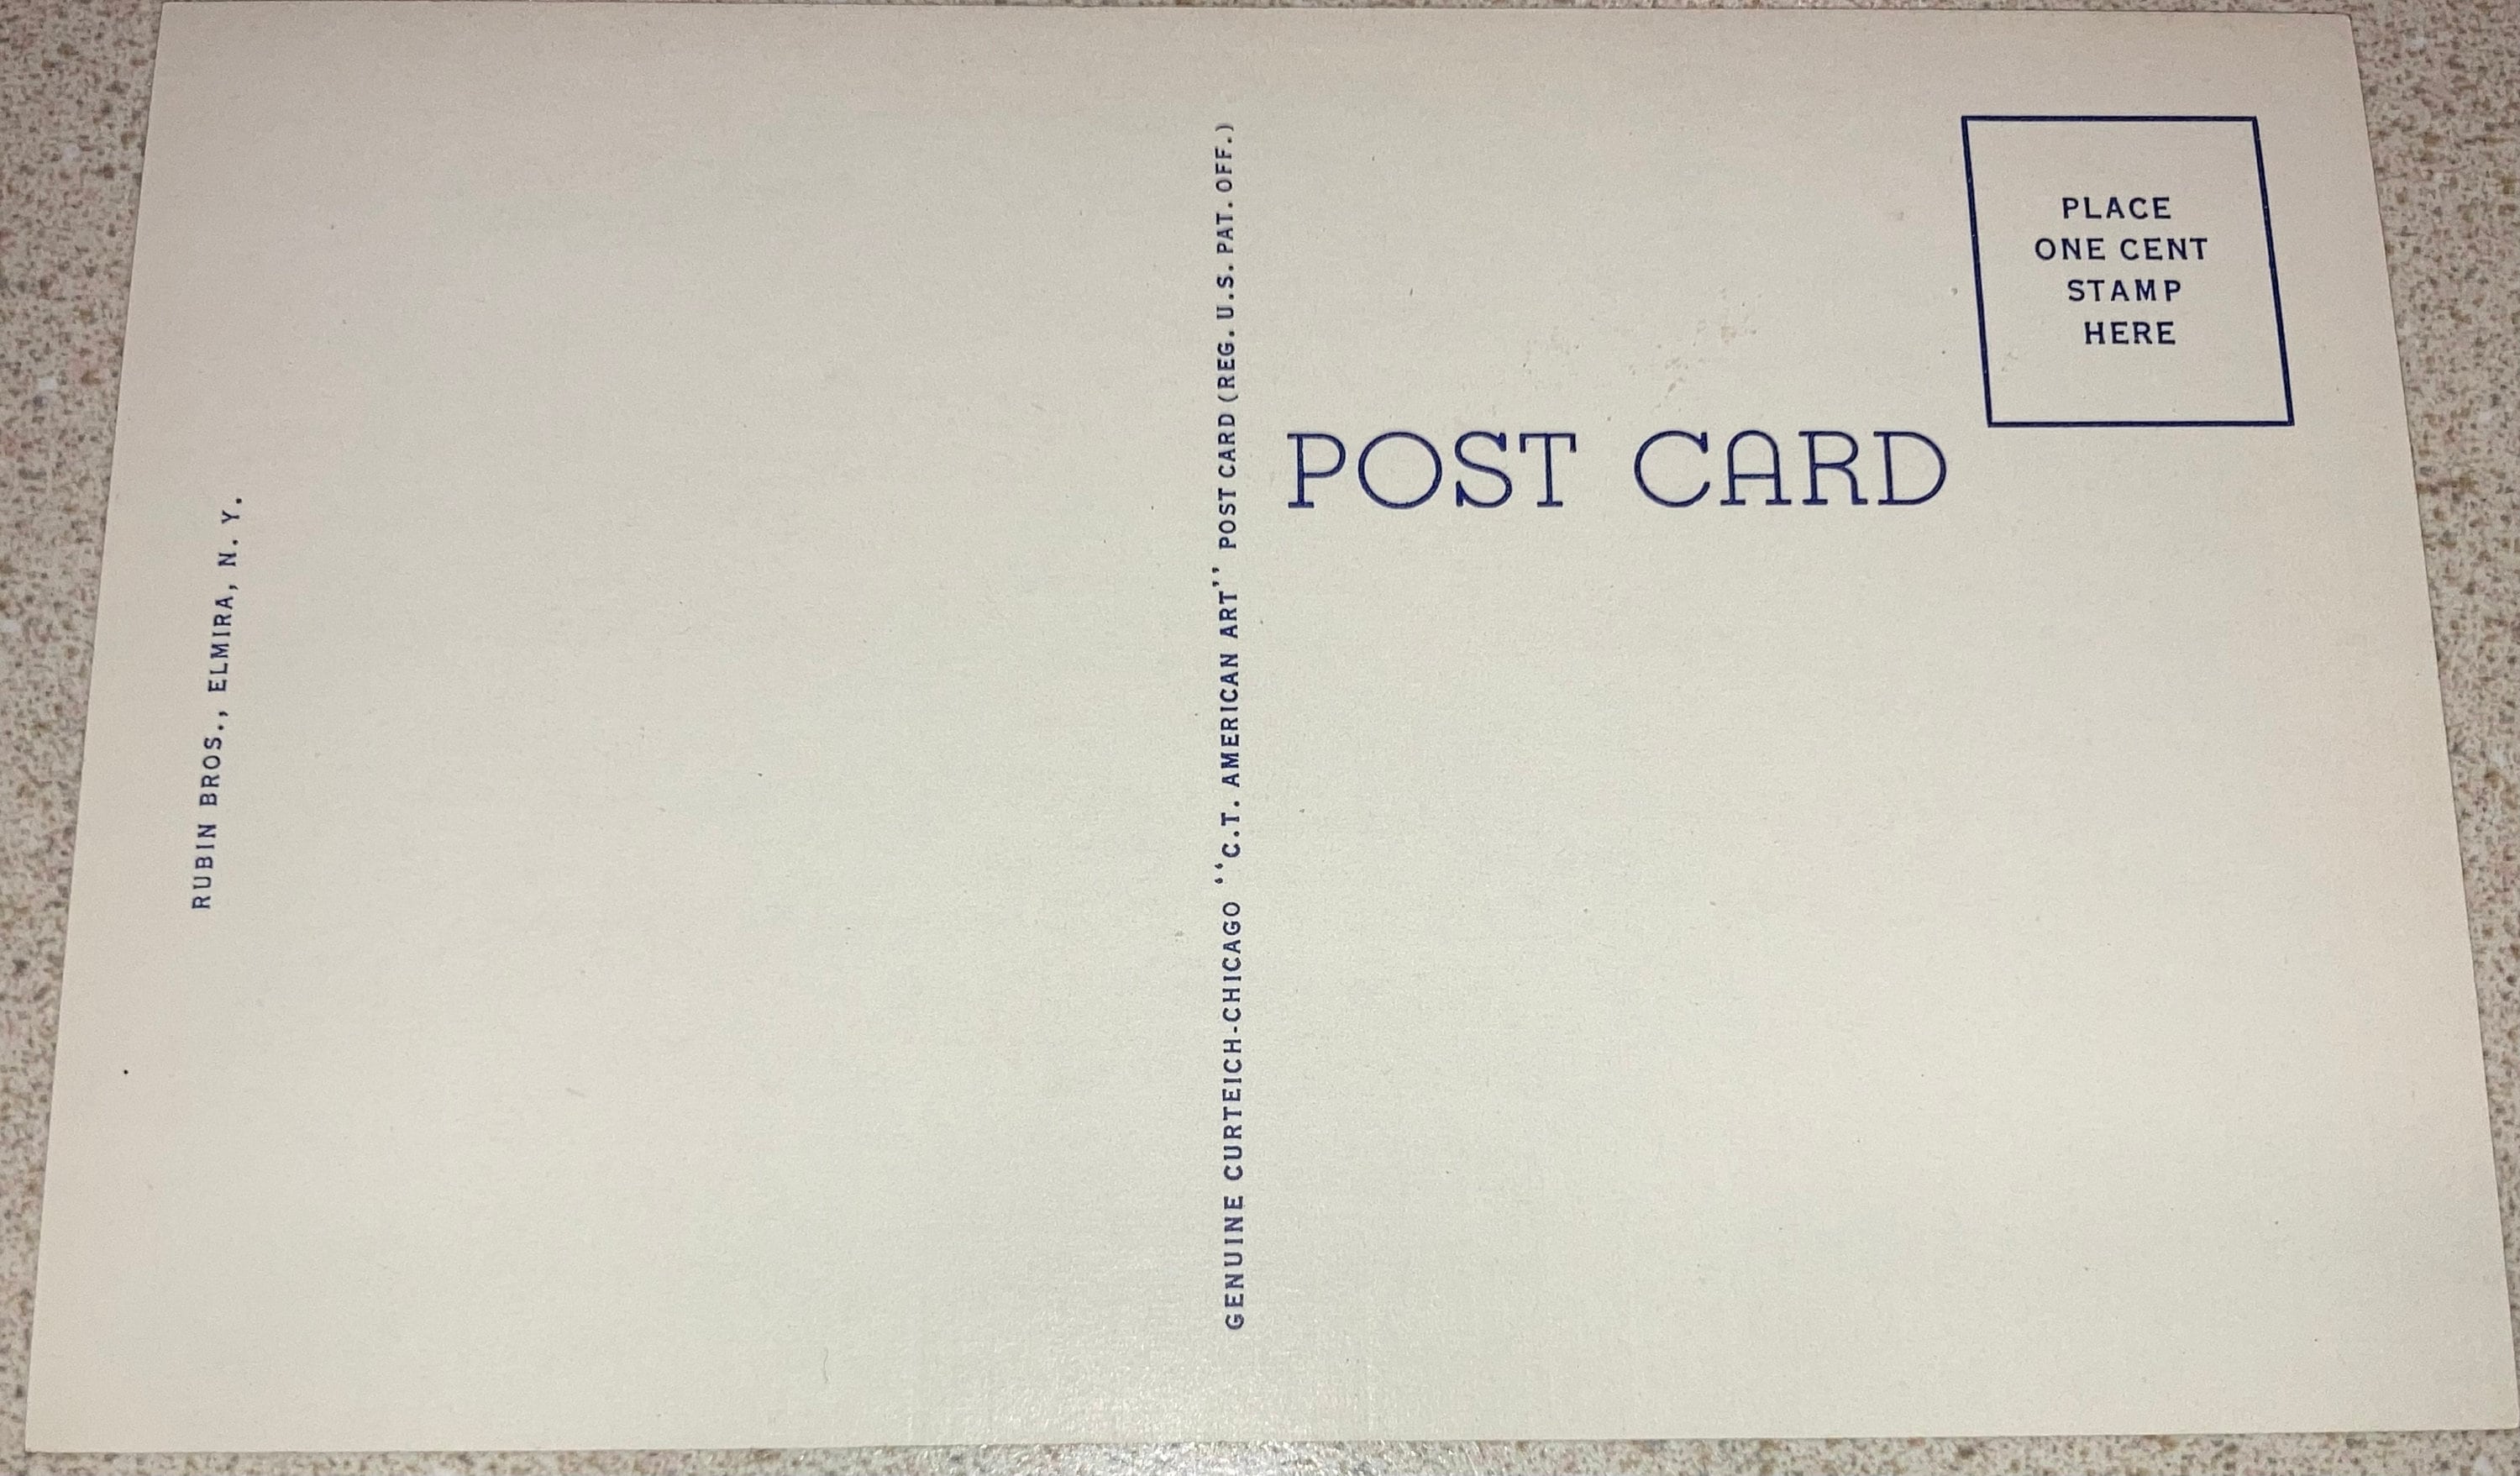 RUBIN BROS., ELMIRA, N. Y.
GENUINE CURTEICH-CHICAGO "C.T. AMERICAN ART" POST CARD (REG. U.S. PAT. OFF.)
POST CARD
PLACE
ONE CENT
STAMP
HERE